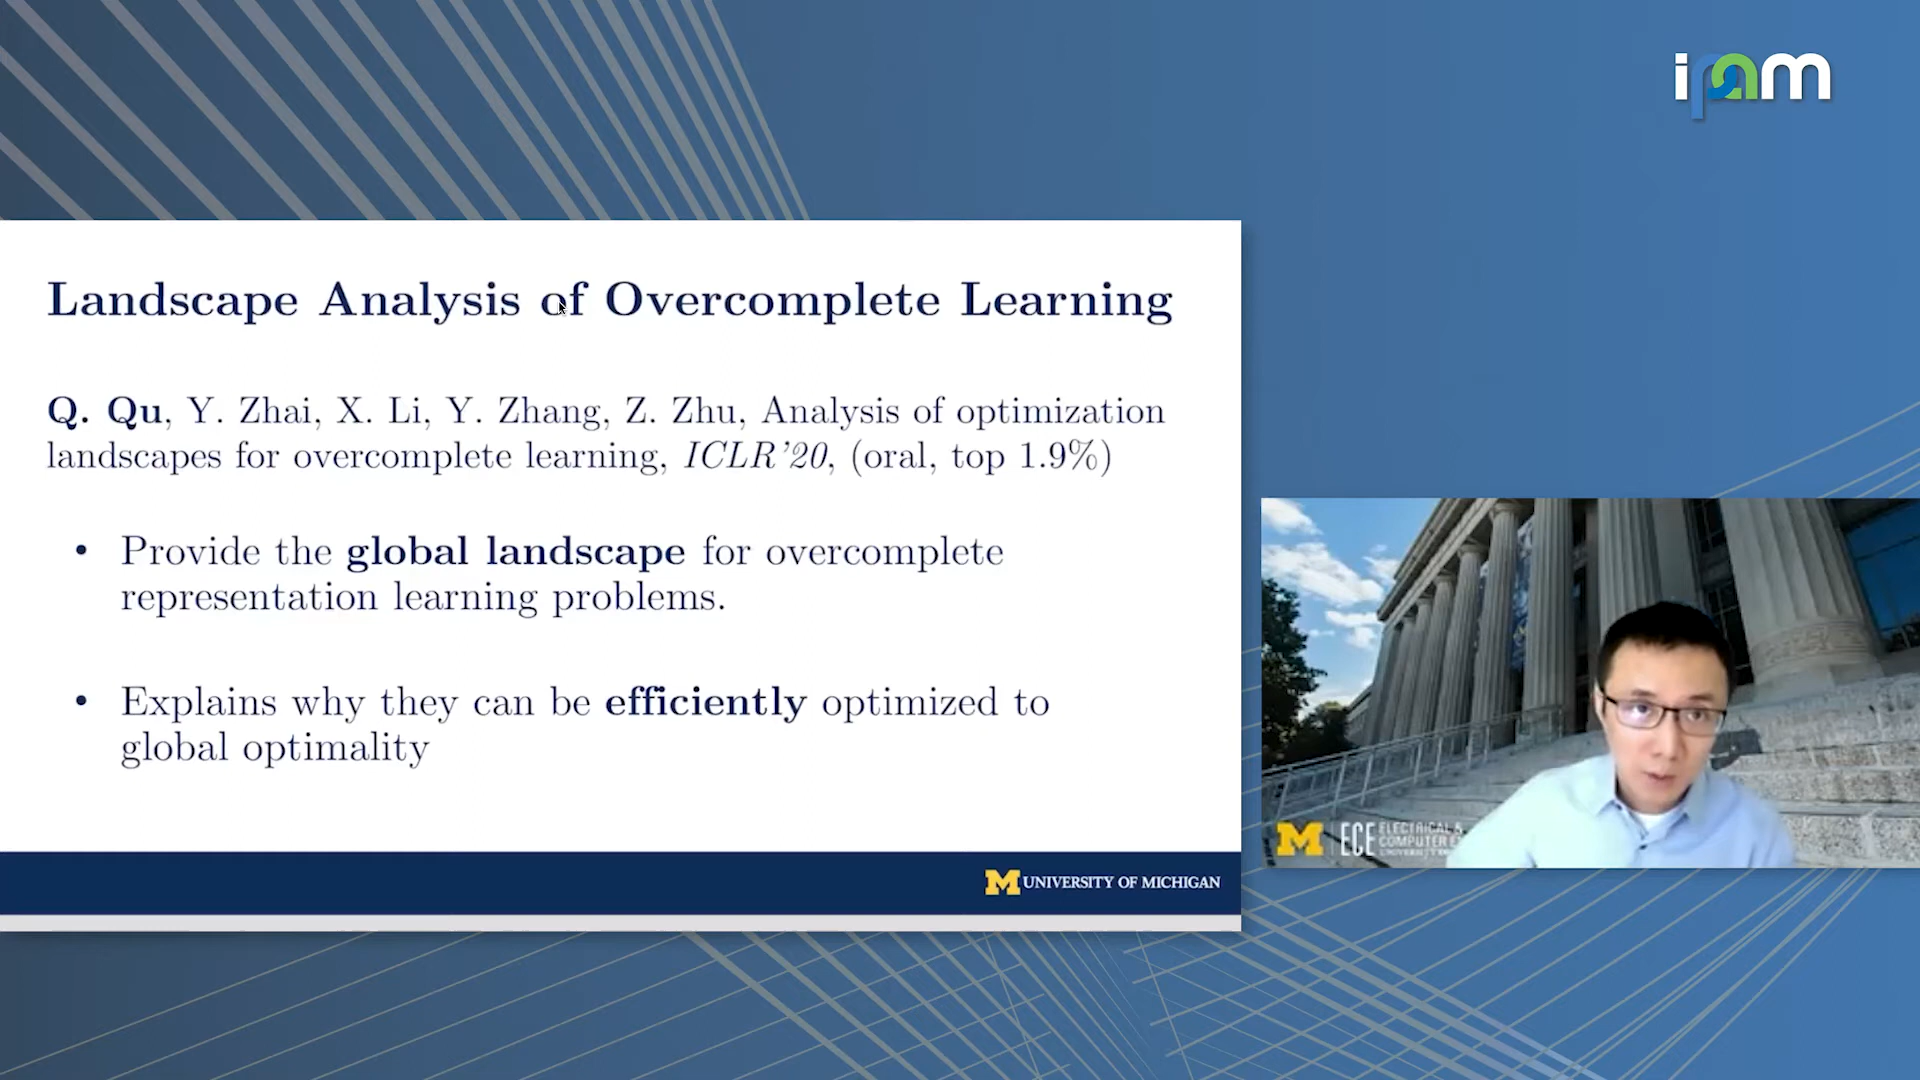 ipam
Landscape Analysis of Overcomplete Learning
Q. Qu, Y. Zhai, X. Li, Y. Zhang, Z. Zhu, Analysis of optimization
landscapes for overcomplete learning, ICLR'20, (oral, top 1.9%)
• Provide the global landscape for overcomplete
representation learning problems.
• Explains why they can be efficiently optimized to
global optimality
M UNIVERSITY OF MICHIGAN
M ECE ELECTRICAL &
COMPUTER E